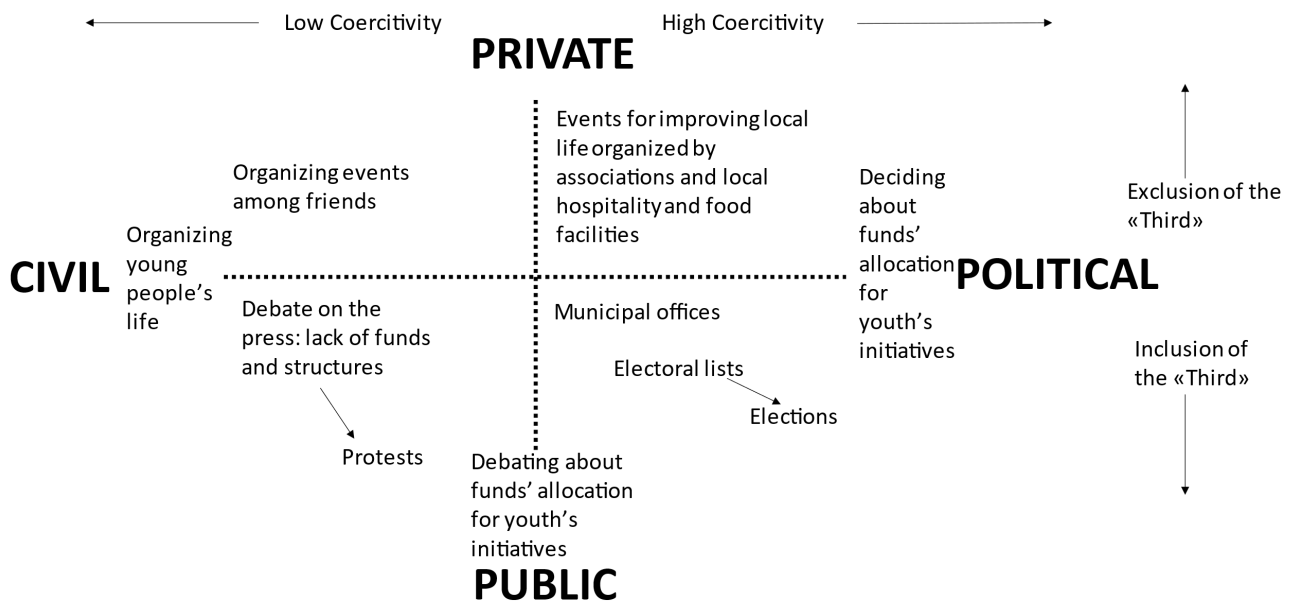 Low Coercitivity
High Coercitivity
PRIVATE
Events for improving local
life organized by
associations and local
hospitality and food
facilities
Organizing events
among friends
Deciding
about
funds’
allocation
for
youth’s
initiatives
Exclusion of the
«Third»
CIVIL
Organizing
young
people’s
life
POLITICAL
Debate on the
press: lack of funds
and structures
Municipal offices
Electoral lists
Elections
Inclusion of
the «Third»
Protests
Debating about
funds’ allocation
for youth’s
initiatives
PUBLIC